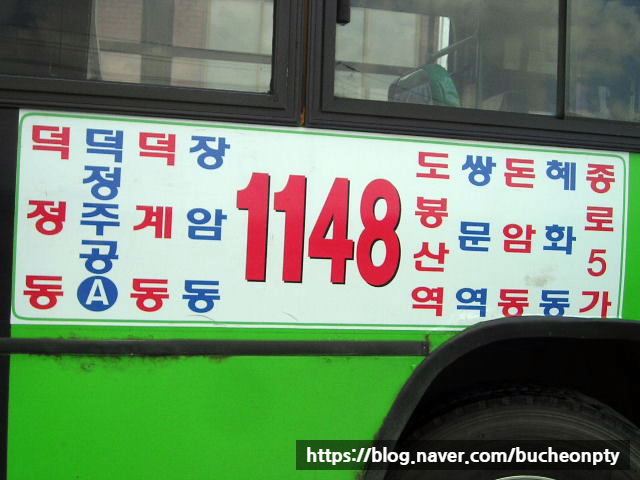 덕정동
덕정주공Ⓐ
덕계동
장암동
1148
도봉산역
쌍문역
돈암동
혜화동
종로5가
https://blog.naver.com/bucheonpty